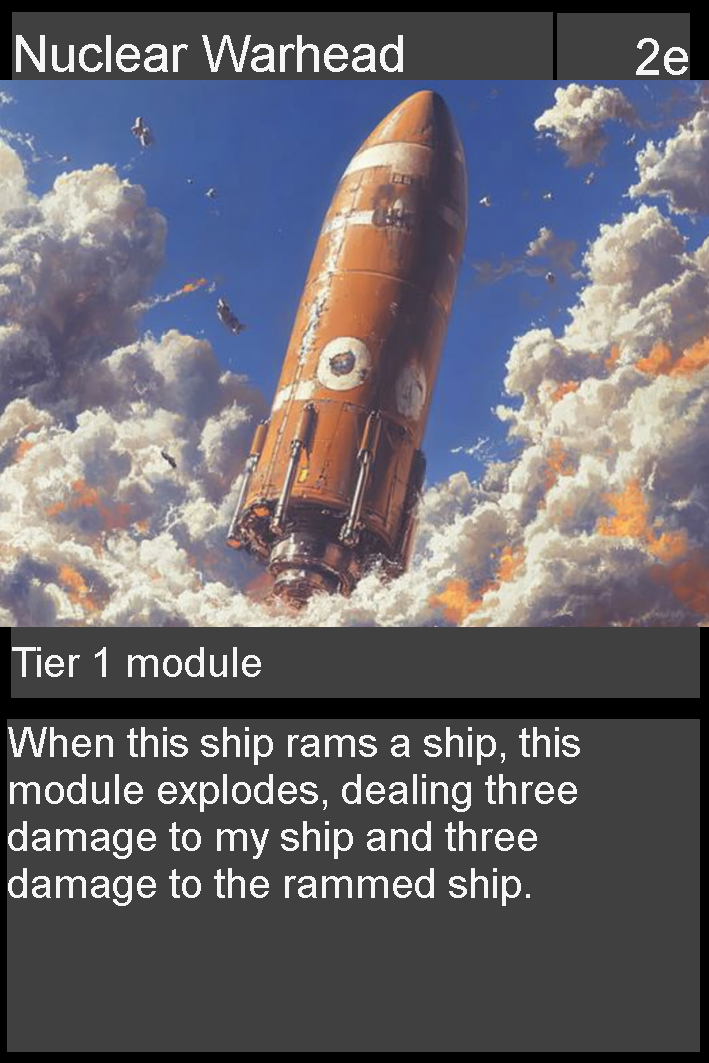 Nuclear Warhead
2e
Tier 1 module
When this ship rams a ship, this
module explodes, dealing three
damage to my ship and three
damage to the rammed ship.